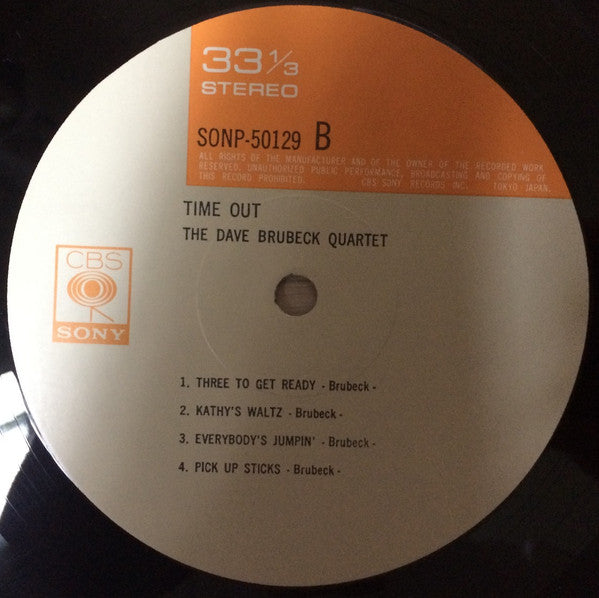 33 1/3
STEREO
SONP-50129 B
ALL RIGHTS OF THE MANUFACTURER AND OF THE OWNER OF THE RECORDED WORK
RESERVED. UNAUTHORIZED PUBLIC PERFORMANCE, BROADCASTING AND COPYING OF
THIS RECORD PROHIBITED. CBS SONY RECORDS INC. TOKYO JAPAN.
TIME OUT
THE DAVE BRUBECK QUARTET
CBS
SONY
1. THREE TO GET READY - Brubeck -
2. KATHY'S WALTZ - Brubeck -
3. EVERYBODY'S JUMPIN' - Brubeck -
4. PICK UP STICKS - Brubeck -